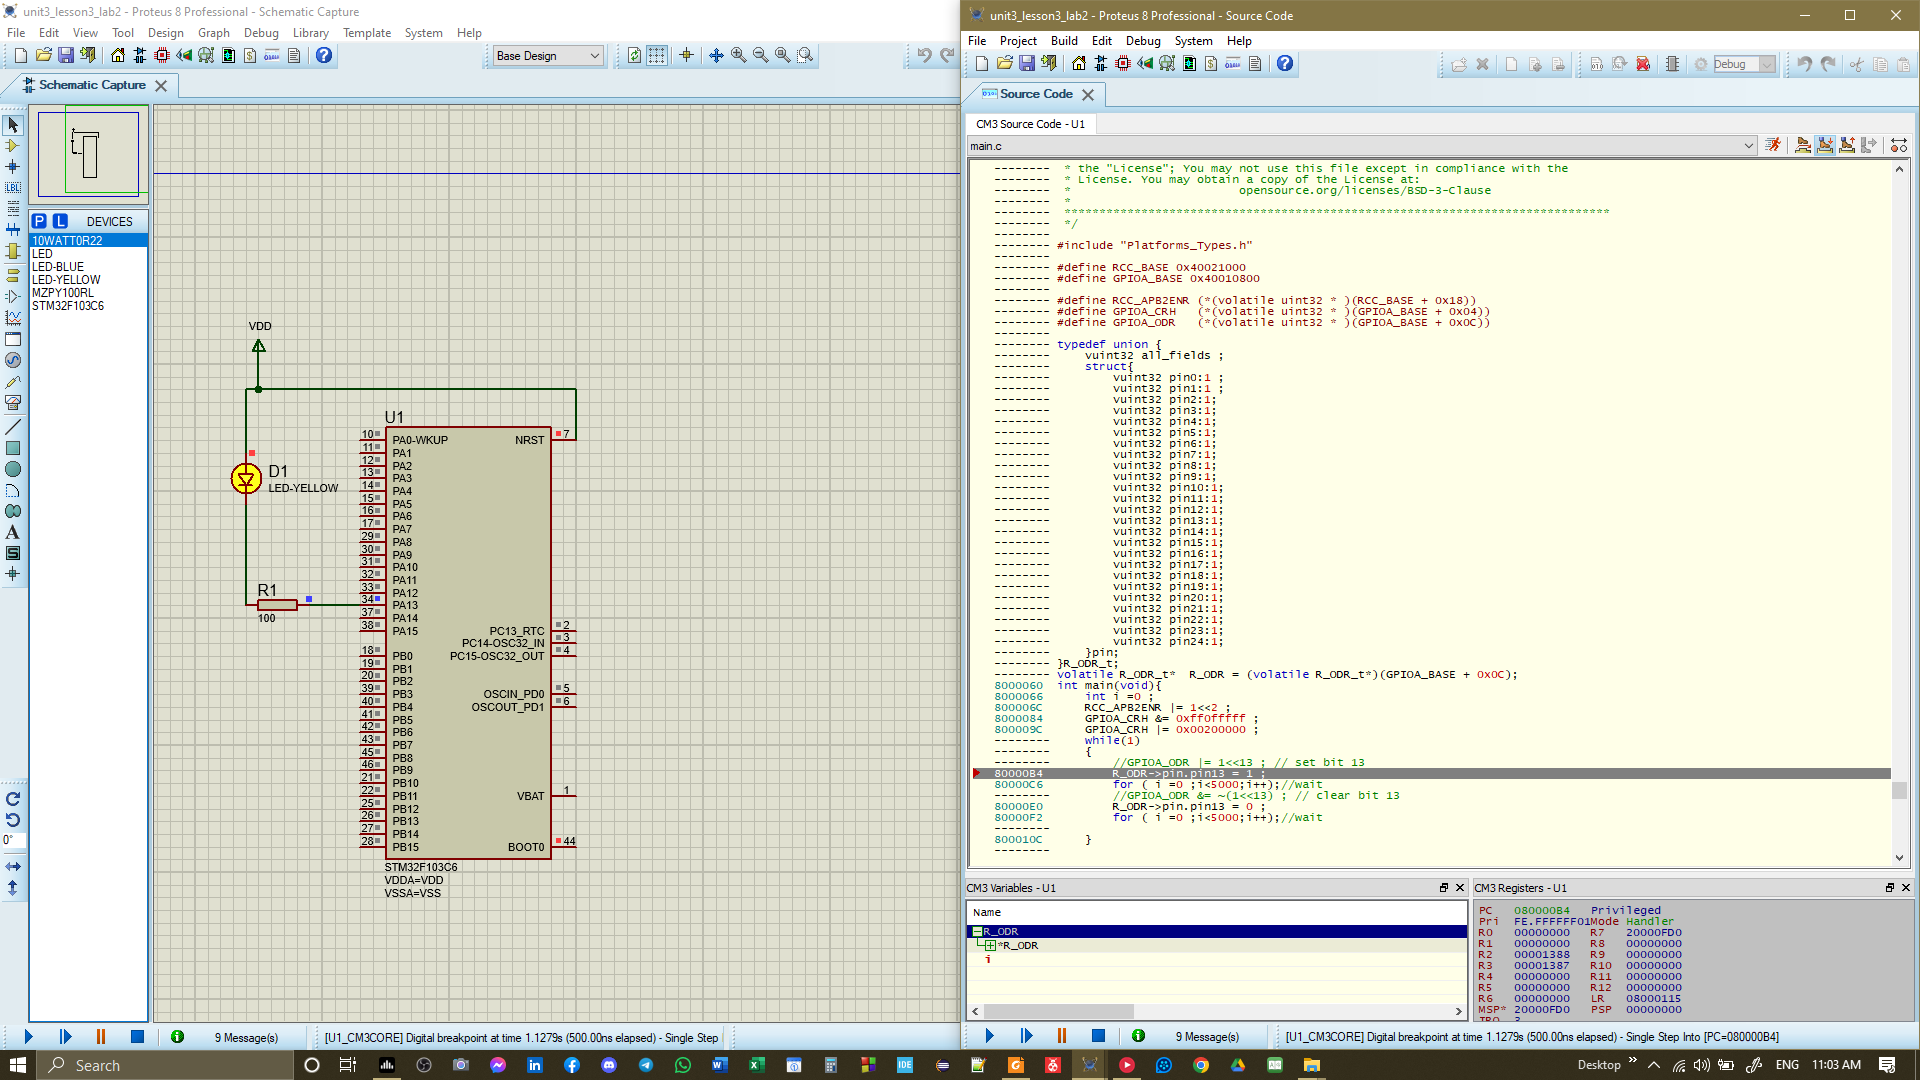 unit3_lesson3_lab2 - Proteus 8 Professional - Schematic Capture
File Edit View Tool Design Graph Debug Library Template System Help
Base Design
Schematic Capture
P L DEVICES
10WATT0R22
LED
LED-BLUE
LED-YELLOW
MZPY100RL
STM32F103C6
LBL
A
S
0°
VDD
U1
D1
LED-YELLOW
R1
100
10 PA0-WKUP
11 PA1
12 PA2
13 PA3
14 PA4
15 PA5
16 PA6
17 PA7
29 PA8
30 PA9
31 PA10
32 PA11
33 PA12
34 PA13
37 PA14
38 PA15
18 PB0
19 PB1
20 PB2
39 PB3
40 PB4
41 PB5
42 PB6
43 PB7
45 PB8
46 PB9
21 PB10
22 PB11
25 PB12
26 PB13
27 PB14
28 PB15
NRST 7
PC13_RTC 2
PC14-OSC32_IN 3
PC15-OSC32_OUT 4
OSCIN_PD0 5
OSCOUT_PD1 6
VBAT 1
BOOT0 44
STM32F103C6
VDDA=VDD
VSSA=VSS
9 Message(s)
[U1_CM3CORE] Digital breakpoint at time 1.1279s (500.00ns elapsed) - Single Step
unit3_lesson3_lab2 - Proteus 8 Professional - Source Code
File Project Build Edit Debug System Help
Debug
Source Code
CM3 Source Code - U1
main.c
-------- * the "License"; You may not use this file except in compliance with the
-------- * License. You may obtain a copy of the License at:
-------- * opensource.org/licenses/BSD-3-Clause
-------- *
-------- ******************************************************************************
-------- */
--------
-------- #include "Platforms_Types.h"
--------
-------- #define RCC_BASE 0x40021000
-------- #define GPIOA_BASE 0x40010800
--------
-------- #define RCC_APB2ENR (*(volatile uint32 * )(RCC_BASE + 0x18))
-------- #define GPIOA_CRH (*(volatile uint32 * )(GPIOA_BASE + 0x04))
-------- #define GPIOA_ODR (*(volatile uint32 * )(GPIOA_BASE + 0x0C))
--------
-------- typedef union {
-------- vuint32 all_fields ;
-------- struct{
-------- vuint32 pin0:1 ;
-------- vuint32 pin1:1 ;
-------- vuint32 pin2:1;
-------- vuint32 pin3:1;
-------- vuint32 pin4:1;
-------- vuint32 pin5:1;
-------- vuint32 pin6:1;
-------- vuint32 pin7:1;
-------- vuint32 pin8:1;
-------- vuint32 pin9:1;
-------- vuint32 pin10:1;
-------- vuint32 pin11:1;
-------- vuint32 pin12:1;
-------- vuint32 pin13:1;
-------- vuint32 pin14:1;
-------- vuint32 pin15:1;
-------- vuint32 pin16:1;
-------- vuint32 pin17:1;
-------- vuint32 pin18:1;
-------- vuint32 pin19:1;
-------- vuint32 pin20:1;
-------- vuint32 pin21:1;
-------- vuint32 pin22:1;
-------- vuint32 pin23:1;
-------- vuint32 pin24:1;
-------- }pin;
-------- }R_ODR_t;
-------- volatile R_ODR_t* R_ODR = (volatile R_ODR_t*)(GPIOA_BASE + 0x0C);
8000060 int main(void){
8000066 int i =0 ;
800006C RCC_APB2ENR |= 1<<2 ;
8000084 GPIOA_CRH &= 0xff0fffff ;
800009C GPIOA_CRH |= 0x00200000 ;
-------- while(1)
-------- {
-------- //GPIOA_ODR |= 1<<13 ; // set bit 13
80000B4 R_ODR->pin.pin13 = 1 ;
80000C6 for ( i =0 ;i<5000;i++);//wait
-------- //GPIOA_ODR &= ~(1<<13) ; // clear bit 13
80000E0 R_ODR->pin.pin13 = 0 ;
80000F2 for ( i =0 ;i<5000;i++);//wait
--------
800010C }
--------
CM3 Variables - U1
Name
R_ODR
*R_ODR
i
CM3 Registers - U1
PC 080000B4 Privileged
Pri FE.FFFFFF01Mode Handler
R0 00000000 R7 20000FD0
R1 00000000 R8 00000000
R2 00001388 R9 00000000
R3 00001387 R10 00000000
R4 00000000 R11 00000000
R5 00000000 R12 00000000
R6 00000000 LR 08000115
MSP* 20000FD0 PSP 00000000
9 Message(s)
[U1_CM3CORE] Digital breakpoint at time 1.1279s (500.00ns elapsed) - Single Step Into [PC=080000B4]
Search
IDE
Desktop
ENG
11:03 AM